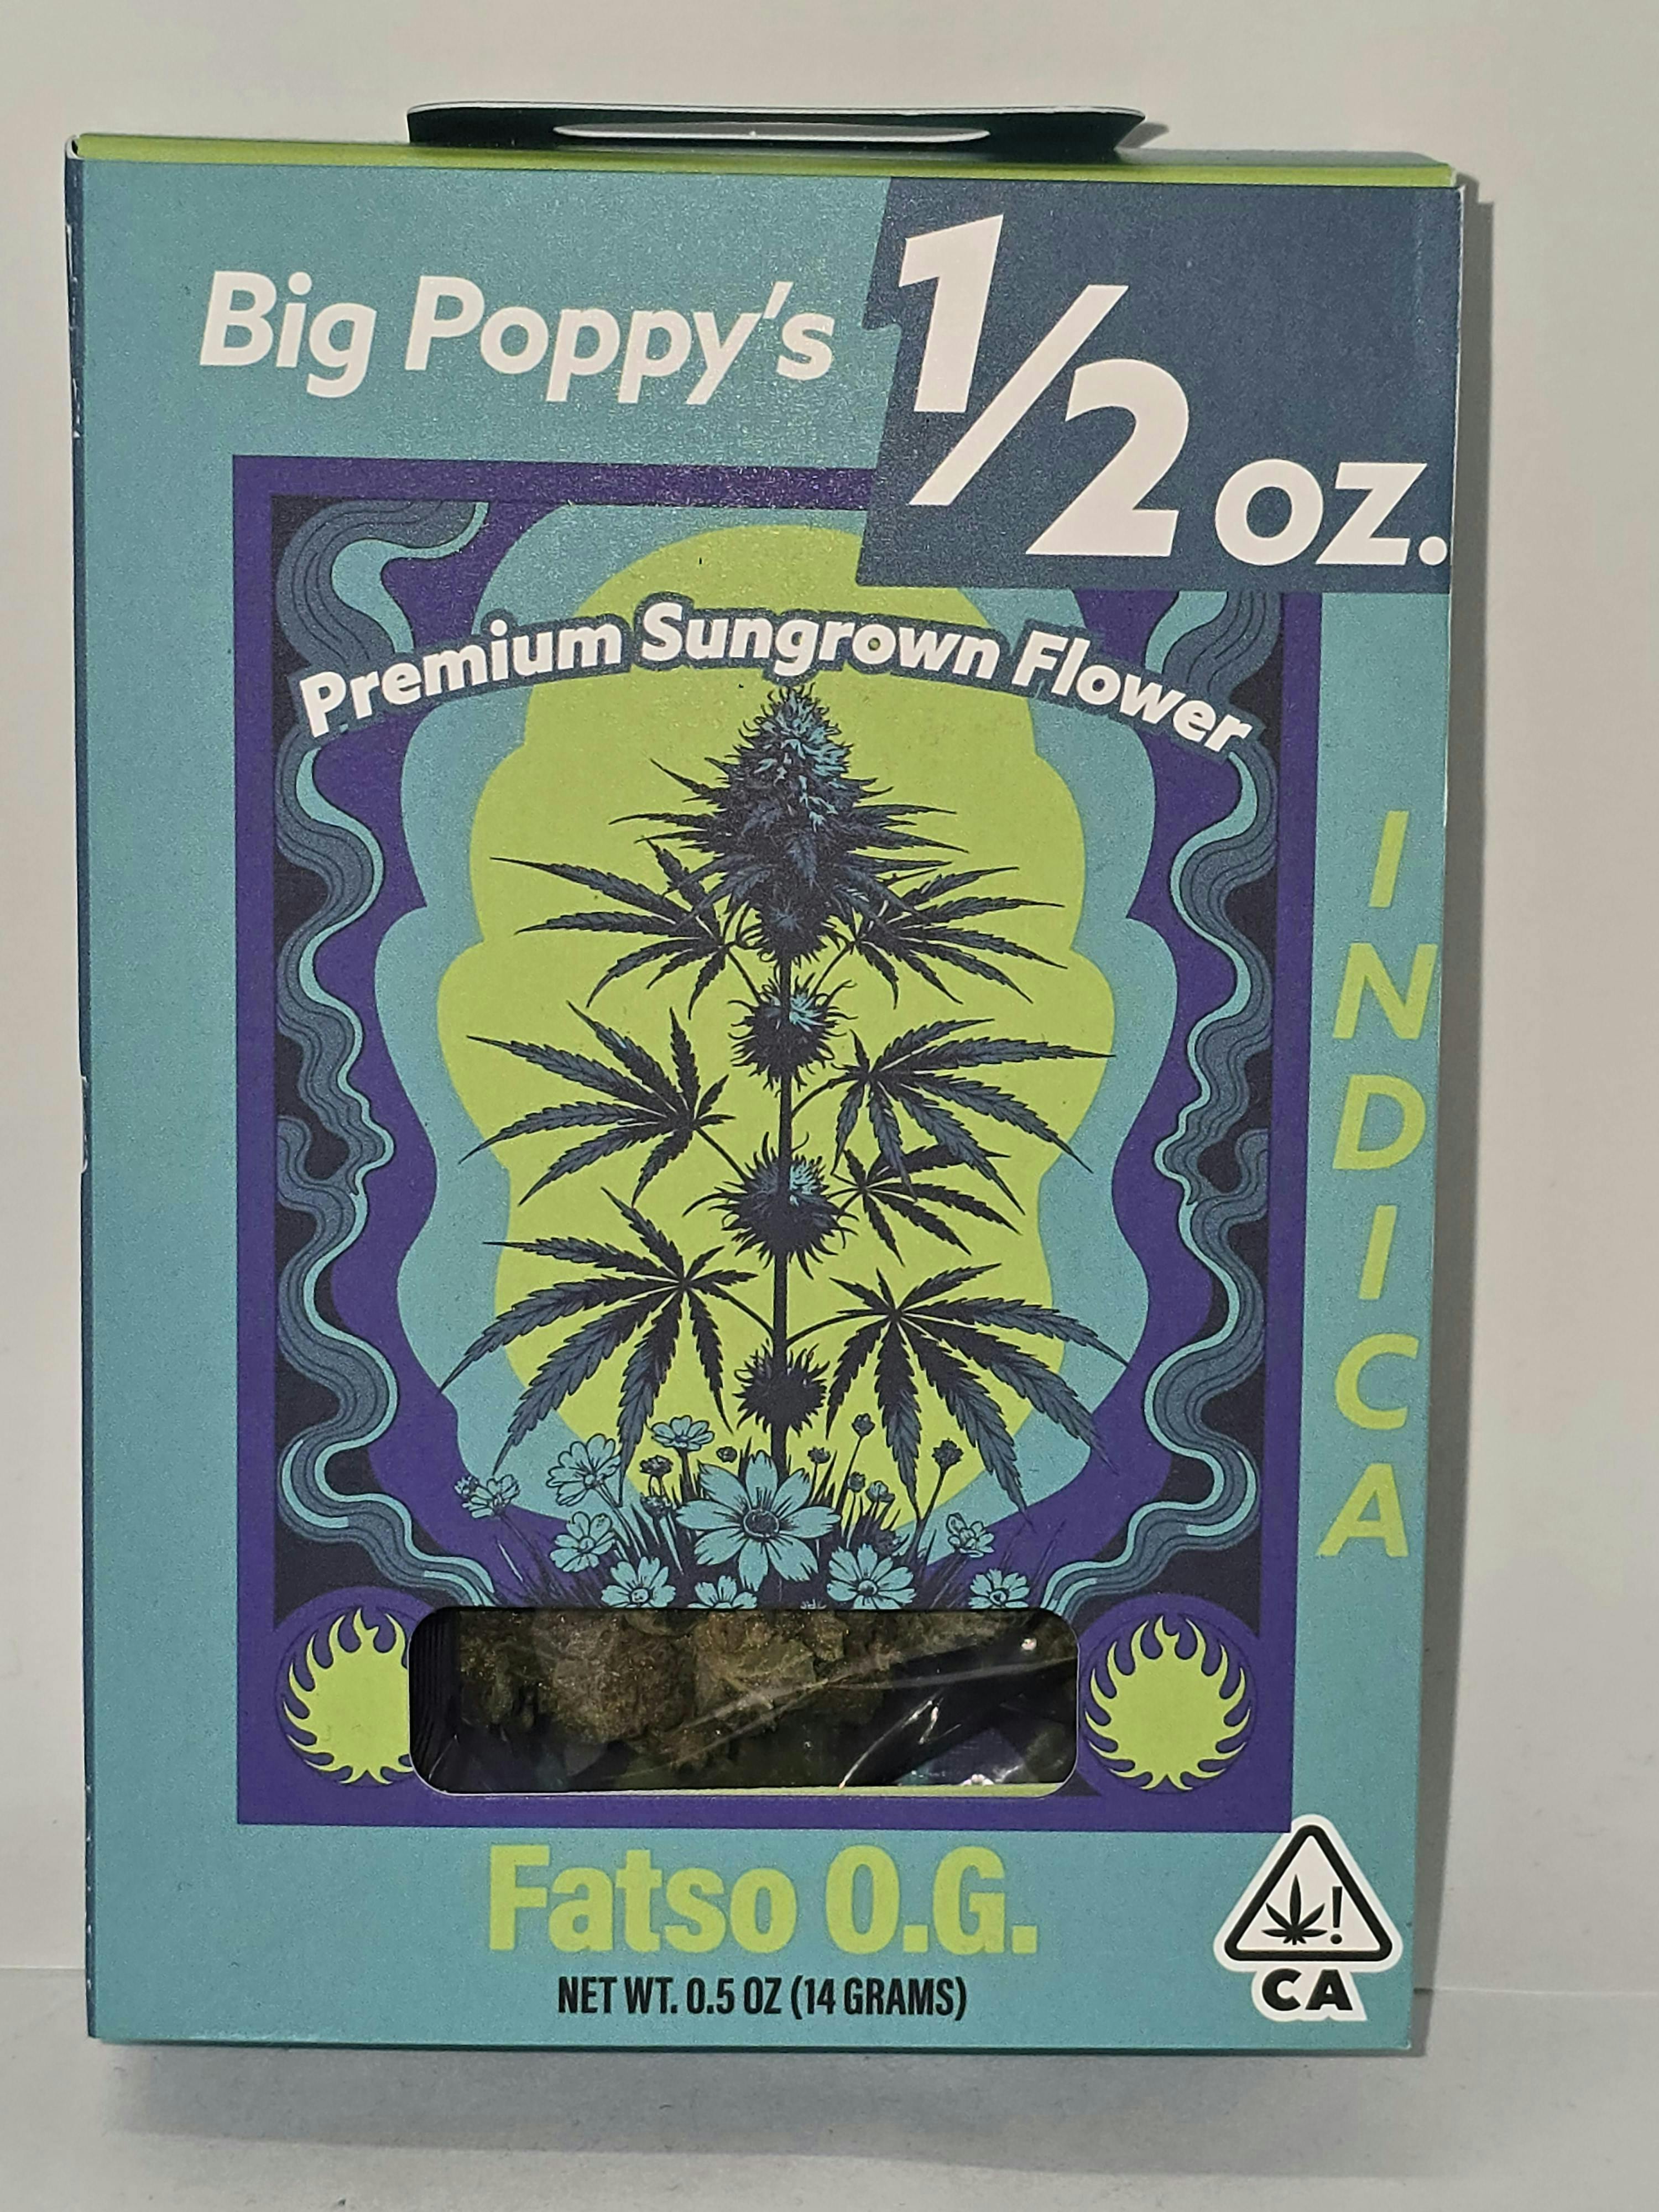 Big Poppy's
1/2 oz.
Premium Sungrown Flower
INDICA
Fatso O.G.
NET WT. 0.5 OZ (14 GRAMS)
!
CA